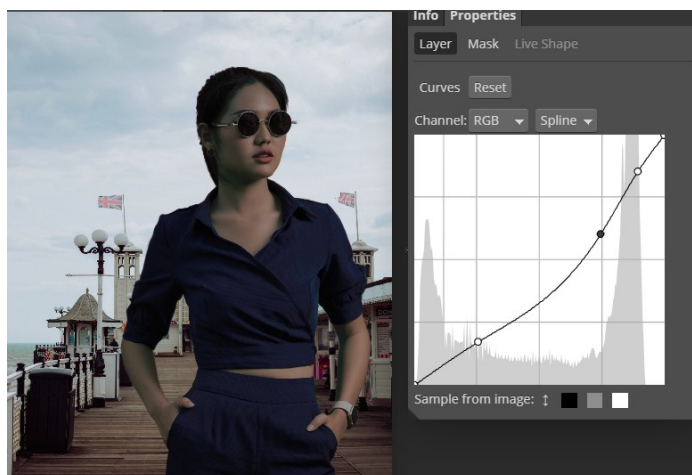 Info Properties
Layer Mask Live Shape
Curves Reset
Channel: RGB Spline
Sample from image: